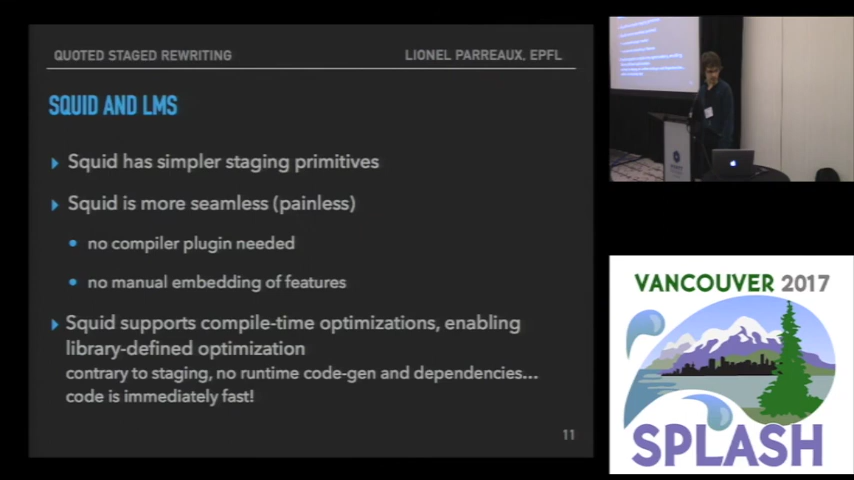 QUOTED STAGED REWRITING
LIONEL PARREAUX, EPFL
SQUID AND LMS
Squid has simpler staging primitives
Squid is more seamless (painless)
no compiler plugin needed
no manual embedding of features
Squid supports compile-time optimizations, enabling
library-defined optimization
contrary to staging, no runtime code-gen and dependencies...
code is immediately fast!
11
VANCOUVER 2017
SPLASH